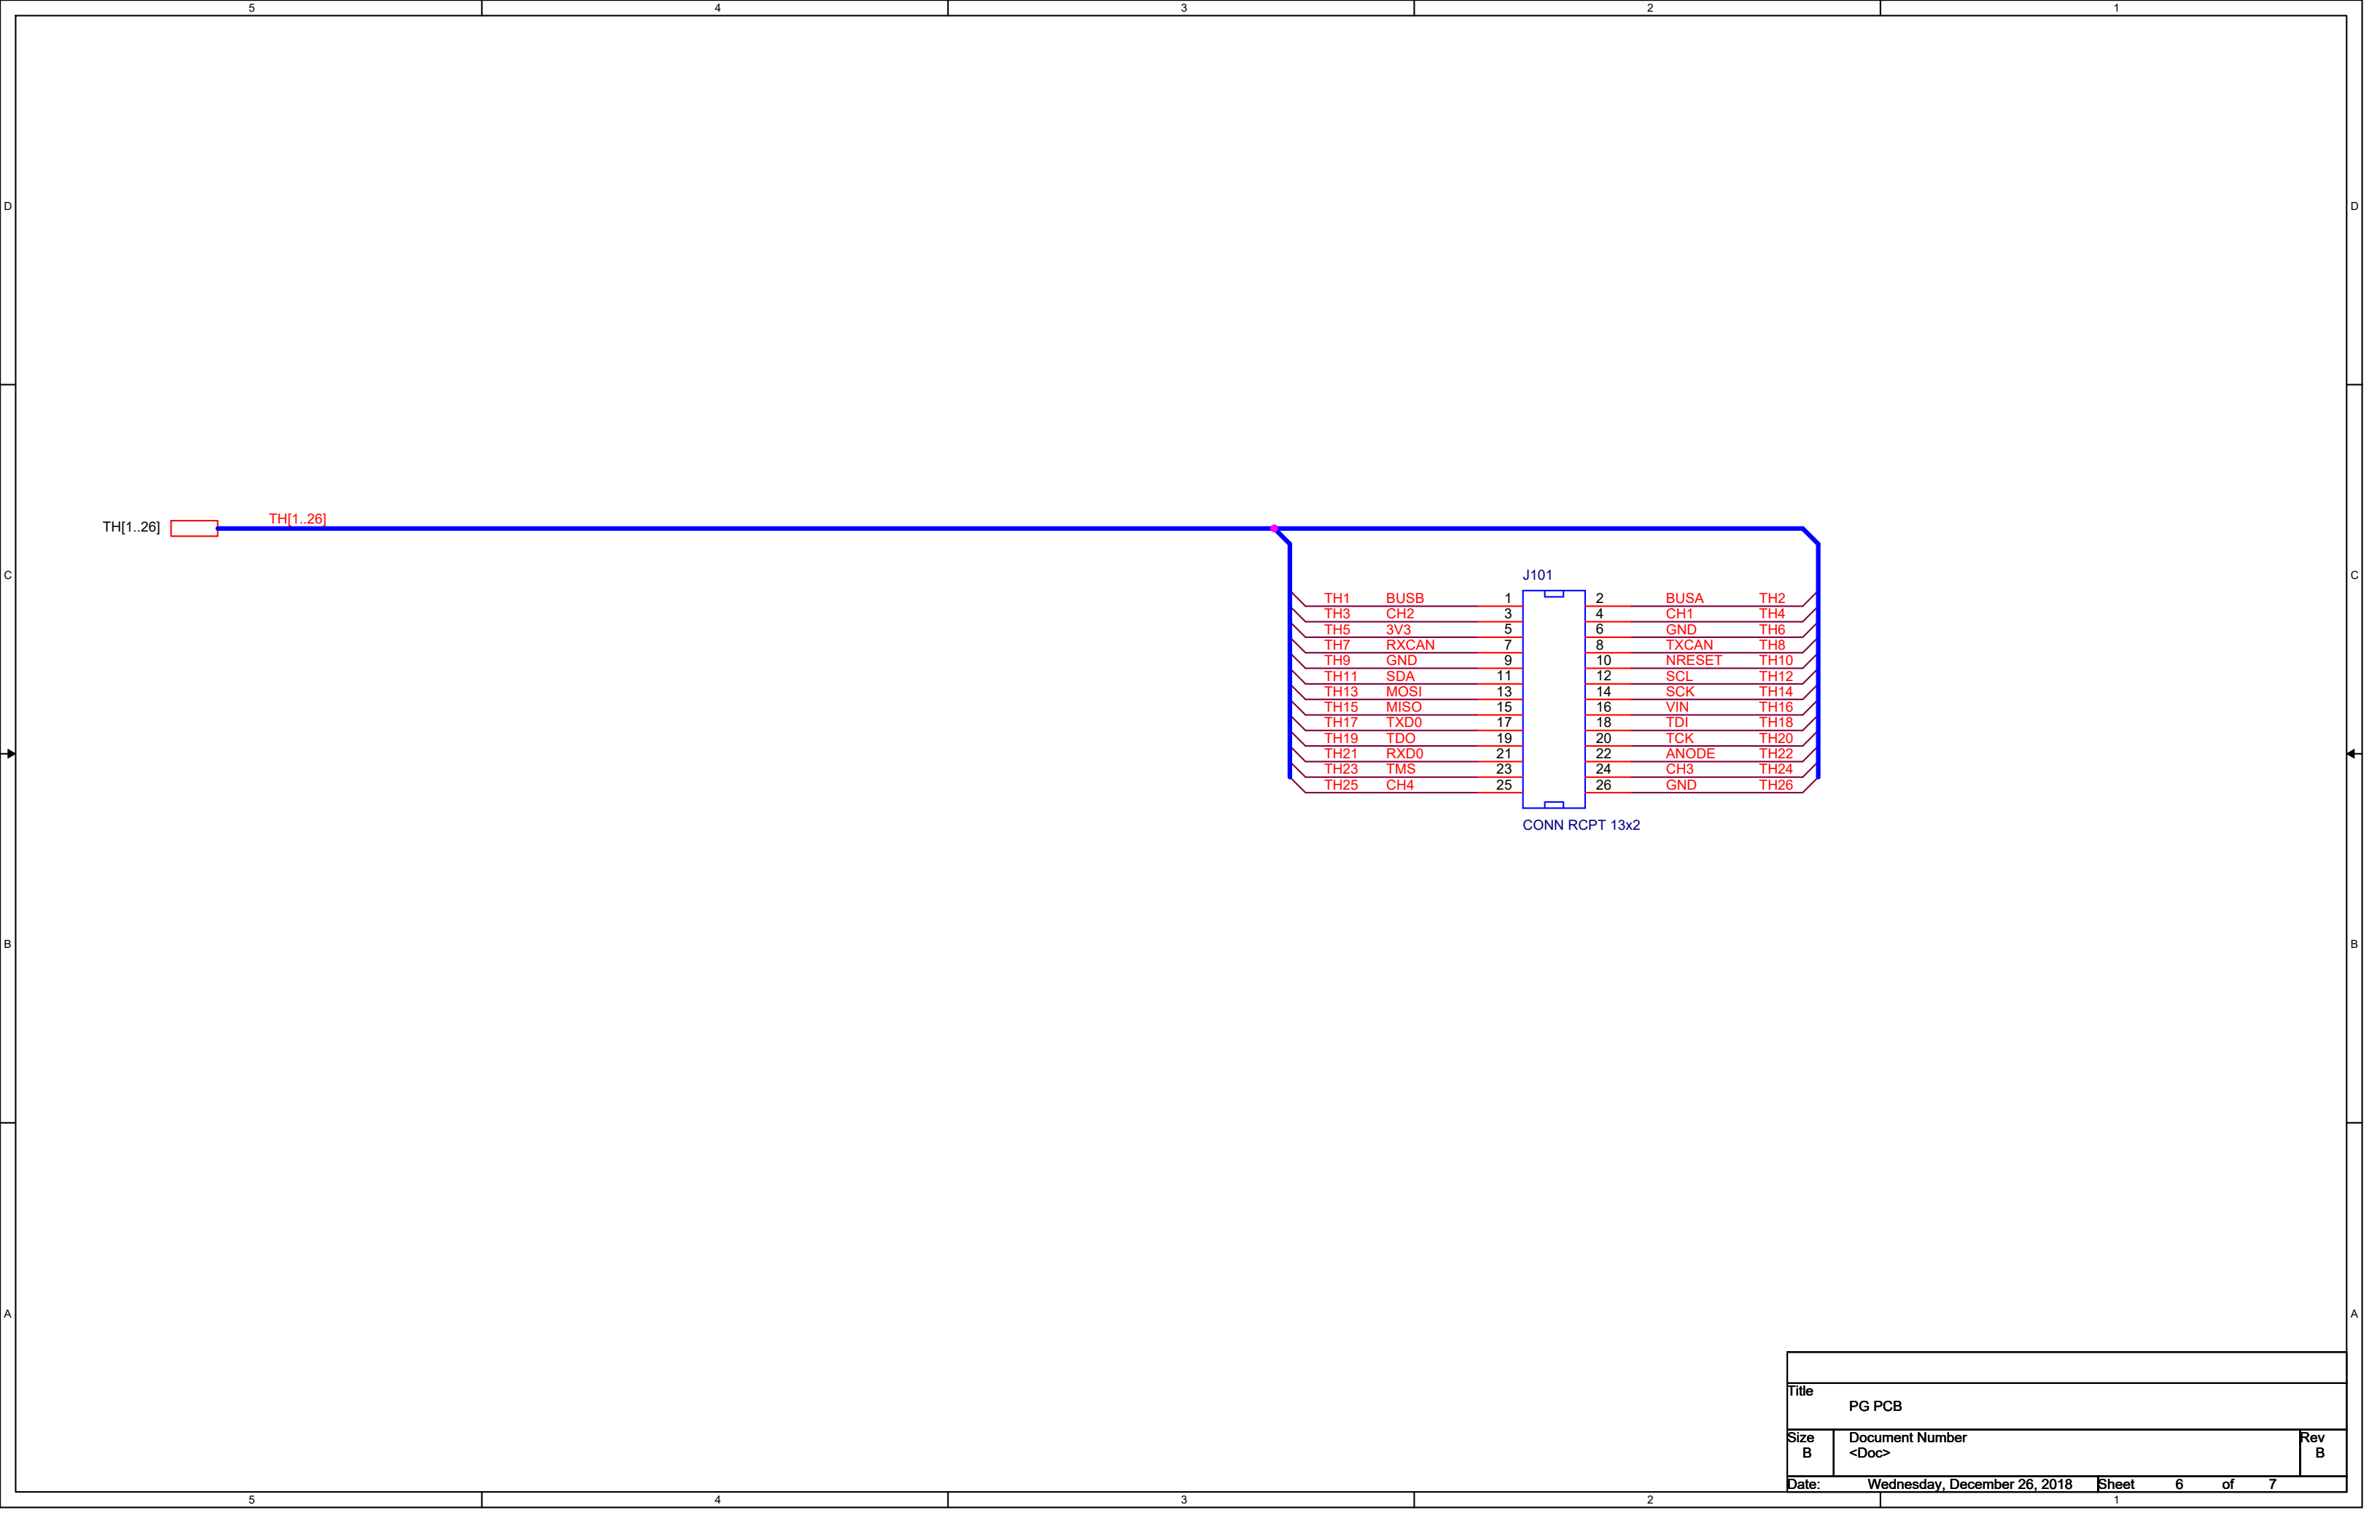 5 4 3 2 1
D D
TH[1..26] TH[1..26]
C C
J101
TH1 BUSB 1 2 BUSA TH2
TH3 CH2 3 4 CH1 TH4
TH5 3V3 5 6 GND TH6
TH7 RXCAN 7 8 TXCAN TH8
TH9 GND 9 10 NRESET TH10
TH11 SDA 11 12 SCL TH12
TH13 MOSI 13 14 SCK TH14
TH15 MISO 15 16 VIN TH16
TH17 TXD0 17 18 TDI TH18
TH19 TDO 19 20 TCK TH20
TH21 RXD0 21 22 ANODE TH22
TH23 TMS 23 24 CH3 TH24
TH25 CH4 25 26 GND TH26
CONN RCPT 13x2
B B
A A
Title
PG PCB
Size Document Number Rev
B <Doc> B
Date: Wednesday, December 26, 2018 Sheet 6 of 7
5 4 3 2 1